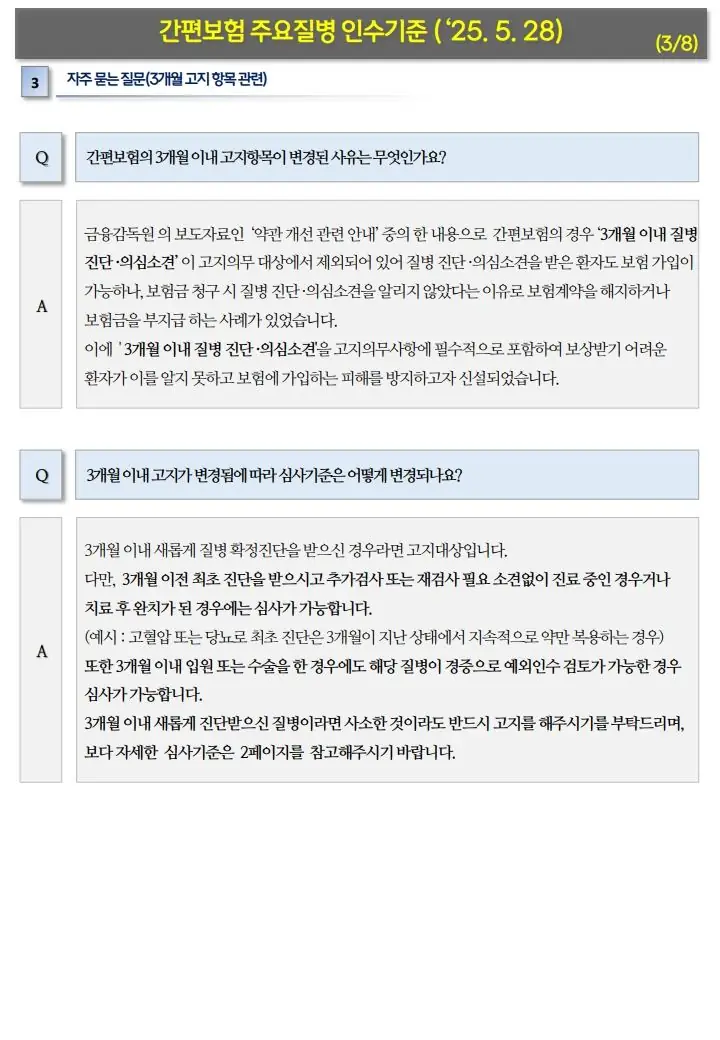 간편보험 주요질병 인수기준 ( ‘25. 5. 28)
(3/8)
3 자주 묻는 질문(3개월 고지 항목 관련)
Q 간편보험의 3개월 이내 고지항목이 변경된 사유는 무엇인가요?
금융감독원 의 보도자료인 ‘약관 개선 관련 안내’ 중의 한 내용으로 간편보험의 경우 ‘3개월 이내 질병
진단·의심소견’ 이 고지의무 대상에서 제외되어 있어 질병 진단·의심소견을 받은 환자도 보험 가입이
가능하나, 보험금 청구 시 질병 진단·의심소견을 알리지 않았다는 이유로 보험계약을 해지하거나
A
보험금을 부지급 하는 사례가 있었습니다.
이에 ' 3개월 이내 질병 진단·의심소견'을 고지의무사항에 필수적으로 포함하여 보상받기 어려운
환자가 이를 알지 못하고 보험에 가입하는 피해를 방지하고자 신설되었습니다.
Q 3개월 이내 고지가 변경됨에 따라 심사기준은 어떻게 변경되나요?
3개월 이내 새롭게 질병 확정진단을 받으신 경우라면 고지대상입니다.
다만, 3개월 이전 최초 진단을 받으시고 추가검사 또는 재검사 필요 소견없이 진료 중인 경우거나
치료 후 완치가 된 경우에는 심사가 가능합니다.
(예시 : 고혈압 또는 당뇨로 최초 진단은 3개월이 지난 상태에서 지속적으로 약만 복용하는 경우)
A
또한 3개월 이내 입원 또는 수술을 한 경우에도 해당 질병이 경증으로 예외인수 검토가 가능한 경우
심사가 가능합니다.
3개월 이내 새롭게 진단받으신 질병이라면 사소한 것이라도 반드시 고지를 해주시기를 부탁드리며,
보다 자세한 심사기준은 2페이지를 참고해주시기 바랍니다.